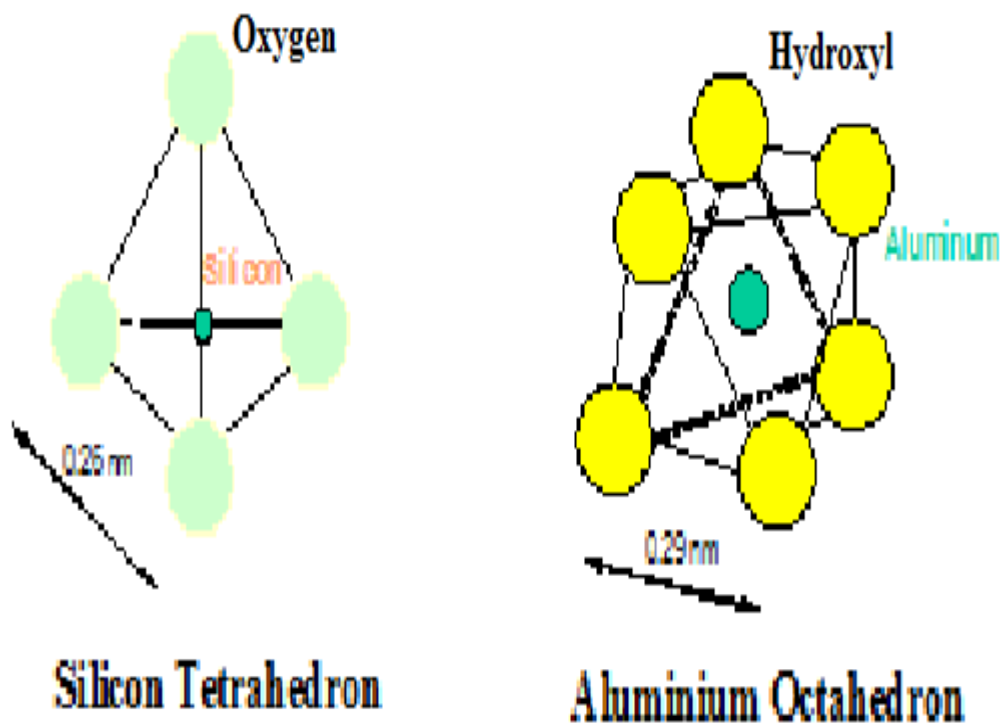 Oxygen
Silicon
0.26nm
Silicon Tetrahedron
Hydroxyl
Aluminum
0.29nm
Aluminium Octahedron